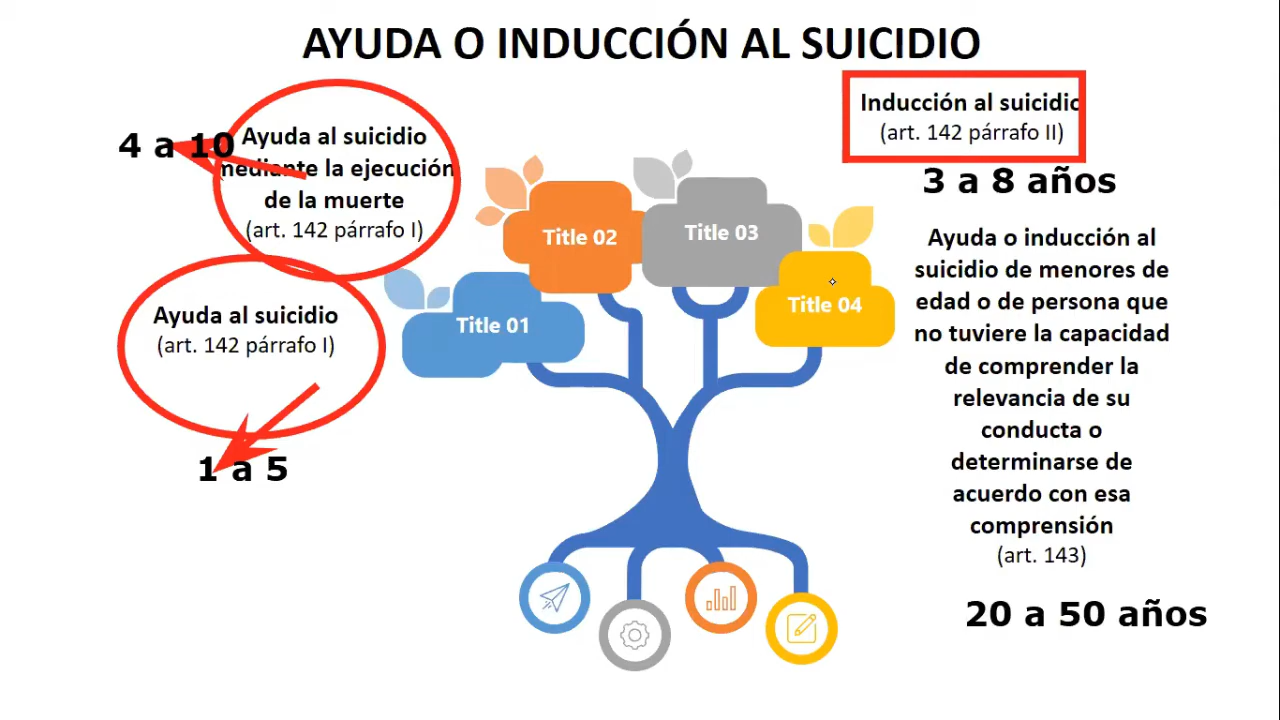 AYUDA O INDUCCIÓN AL SUICIDIO
4 a 10
Ayuda al suicidio
mediante la ejecución
de la muerte
(art. 142 párrafo I)
Ayuda al suicidio
(art. 142 párrafo I)
1 a 5
Title 01
Title 02
Title 03
Title 04
Inducción al suicidio
(art. 142 párrafo II)
3 a 8 años
Ayuda o inducción al
suicidio de menores de
edad o de persona que
no tuviere la capacidad
de comprender la
relevancia de su
conducta o
determinarse de
acuerdo con esa
comprensión
(art. 143)
20 a 50 años